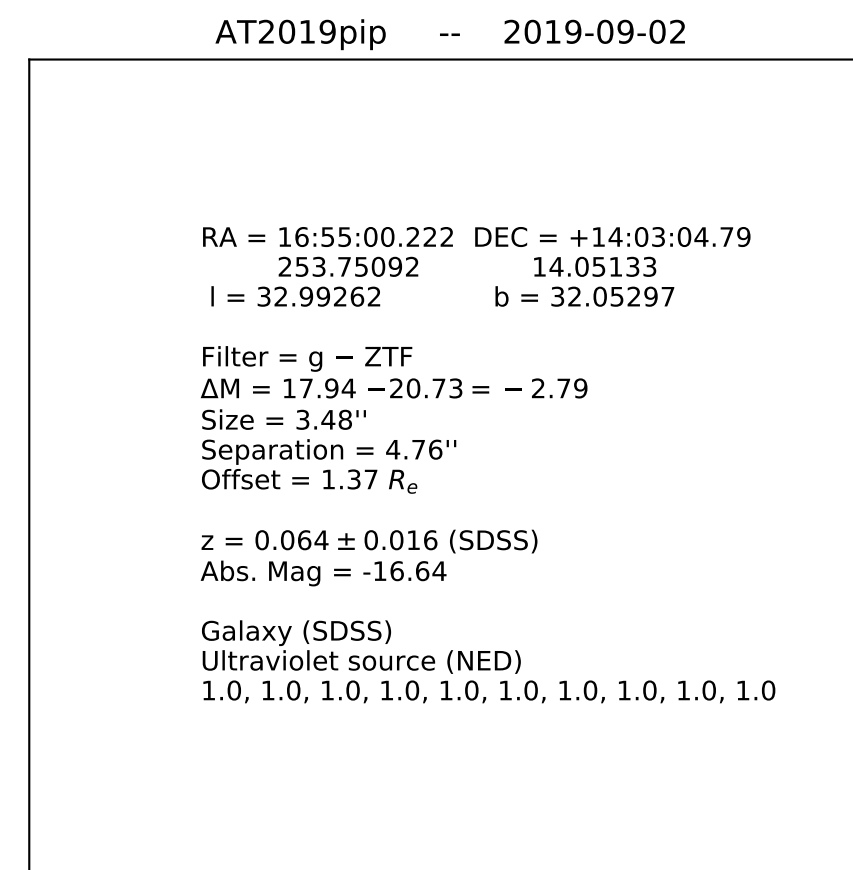 AT2019pip -- 2019-09-02
RA = 16:55:00.222 DEC = +14:03:04.79
253.75092 14.05133
l = 32.99262 b = 32.05297
Filter = g − ZTF
ΔM = 17.94 −20.73 = − 2.79
Size = 3.48''
Separation = 4.76''
Offset = 1.37 Rₑ
z = 0.064 ± 0.016 (SDSS)
Abs. Mag = -16.64
Galaxy (SDSS)
Ultraviolet source (NED)
1.0, 1.0, 1.0, 1.0, 1.0, 1.0, 1.0, 1.0, 1.0, 1.0